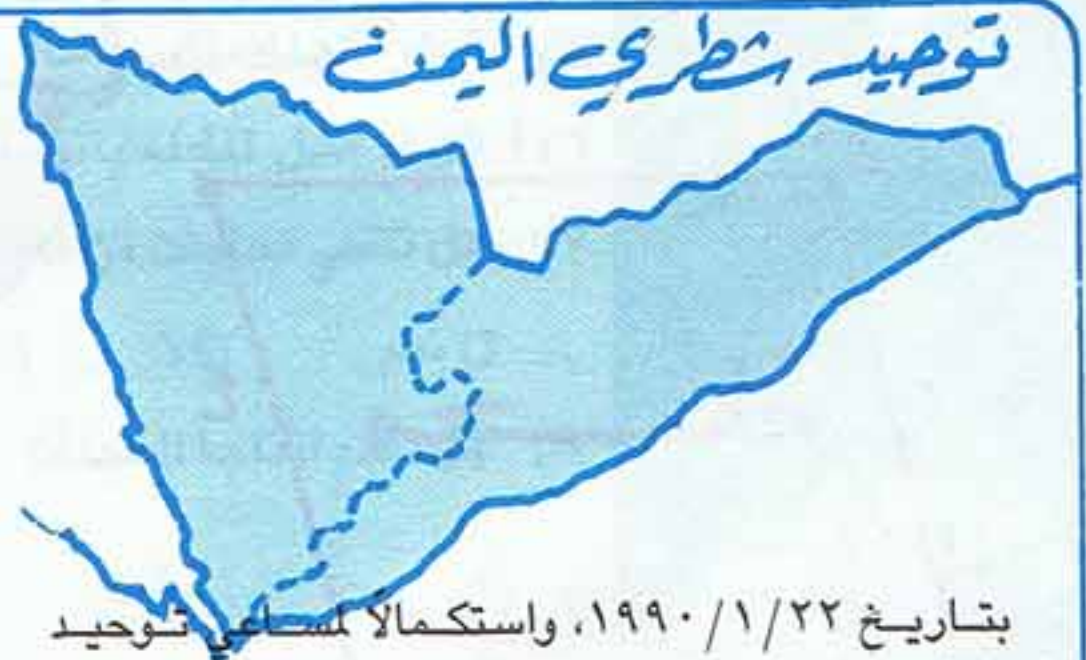 توحيد شطري اليمن
بتاريخ ٢٢/١/١٩٩٠، واستكمالاً لمساعي توحيد